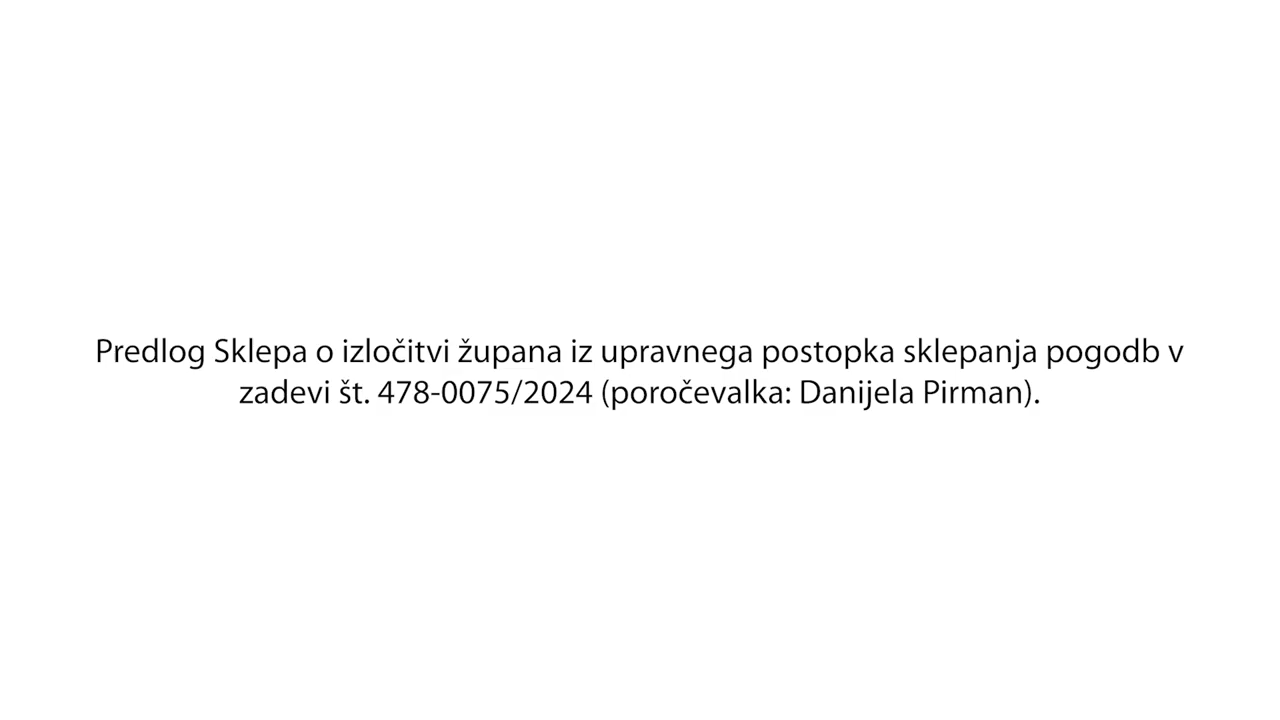 Predlog Sklepa o izločitvi župana iz upravnega postopka sklepanja pogodb v
zadevi št. 478-0075/2024 (poročevalka: Danijela Pirman).